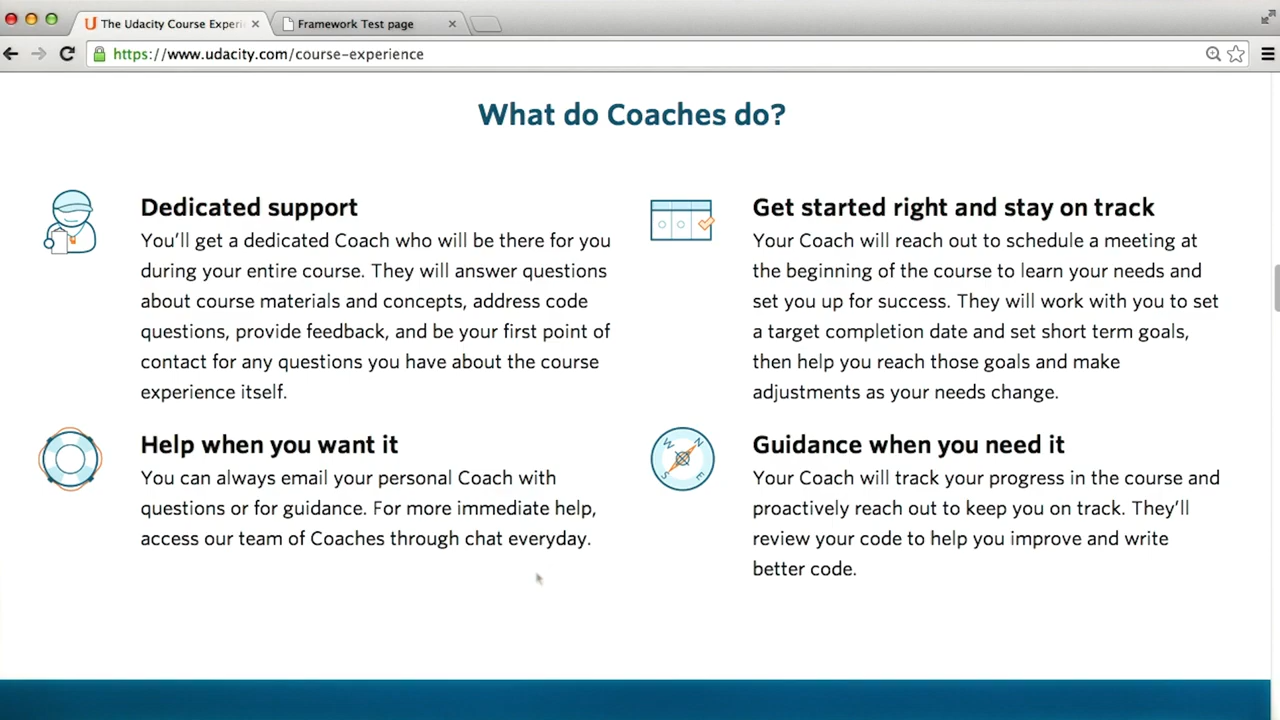 The Udacity Course Experi
Framework Test page
https://www.udacity.com/course-experience
What do Coaches do?
Dedicated support
You'll get a dedicated Coach who will be there for you
during your entire course. They will answer questions
about course materials and concepts, address code
questions, provide feedback, and be your first point of
contact for any questions you have about the course
experience itself.
Get started right and stay on track
Your Coach will reach out to schedule a meeting at
the beginning of the course to learn your needs and
set you up for success. They will work with you to set
a target completion date and set short term goals,
then help you reach those goals and make
adjustments as your needs change.
Help when you want it
You can always email your personal Coach with
questions or for guidance. For more immediate help,
access our team of Coaches through chat everyday.
N
W
S
E
Guidance when you need it
Your Coach will track your progress in the course and
proactively reach out to keep you on track. They'll
review your code to help you improve and write
better code.